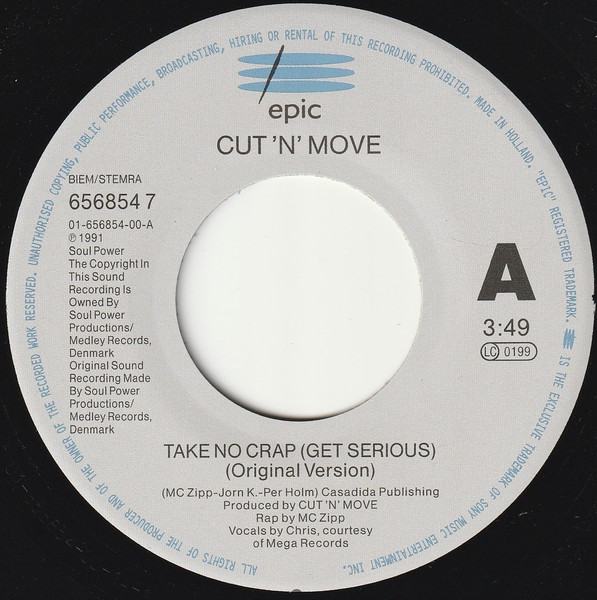 ALL RIGHTS OF THE PRODUCER AND OF THE OWNER OF THE RECORDED WORK RESERVED. UNAUTHORISED COPYING, PUBLIC PERFORMANCE, BROADCASTING, HIRING OR RENTAL OF THIS RECORDING PROHIBITED. MADE IN HOLLAND. "EPIC" REGISTERED TRADEMARK. IS THE EXCLUSIVE TRADEMARK OF SONY MUSIC ENTERTAINMENT INC.
epic
CUT 'N' MOVE
BIEM/STEMRA
656854 7
01-656854-00-A
℗ 1991
Soul Power
The Copyright In
This Sound
Recording Is
Owned By
Soul Power
Productions/
Medley Records,
Denmark
Original Sound
Recording Made
By Soul Power
Productions/
Medley Records,
Denmark
A
3:49
LC 0199
TAKE NO CRAP (GET SERIOUS)
(Original Version)
(MC Zipp-Jorn K.-Per Holm) Casadida Publishing
Produced by CUT 'N' MOVE
Rap by MC Zipp
Vocals by Chris, courtesy
of Mega Records